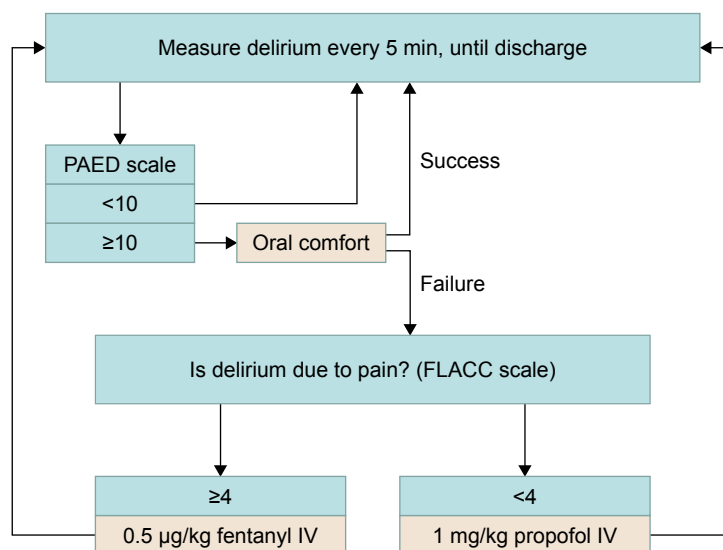 Measure delirium every 5 min, until discharge
PAED scale
<10
≥10
Oral comfort
Success
Failure
Is delirium due to pain? (FLACC scale)
≥4
0.5 µg/kg fentanyl IV
<4
1 mg/kg propofol IV